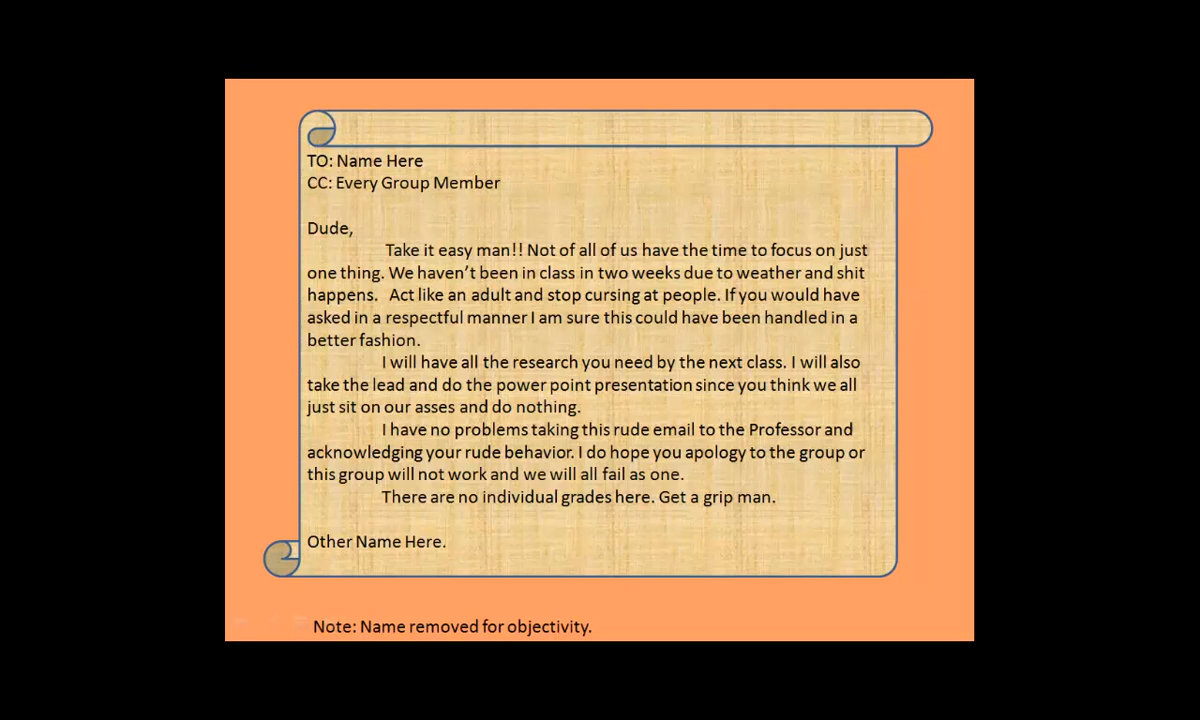 TO: Name Here
CC: Every Group Member
Dude,
Take it easy man!! Not of all of us have the time to focus on just
one thing. We haven’t been in class in two weeks due to weather and shit
happens. Act like an adult and stop cursing at people. If you would have
asked in a respectful manner I am sure this could have been handled in a
better fashion.
I will have all the research you need by the next class. I will also
take the lead and do the power point presentation since you think we all
just sit on our asses and do nothing.
I have no problems taking this rude email to the Professor and
acknowledging your rude behavior. I do hope you apology to the group or
this group will not work and we will all fail as one.
There are no individual grades here. Get a grip man.
Other Name Here.
Note: Name removed for objectivity.